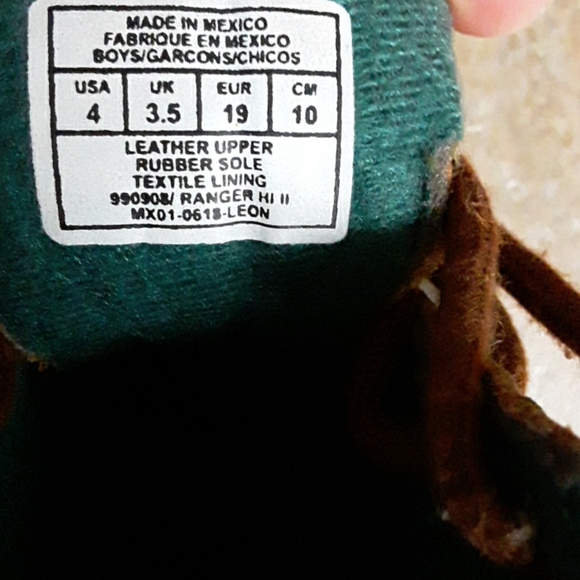 MADE IN MEXICO
FABRIQUE EN MEXICO
BOYS/GARCONS/CHICOS
USA UK EUR CM
4 3.5 19 10
LEATHER UPPER
RUBBER SOLE
TEXTILE LINING
990908/ RANGER HI II
MX01-0618-LEON